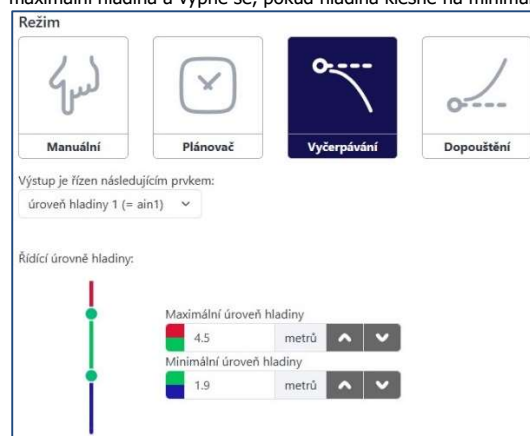 maximální hladina a vypne se, pokud hladina klesne na minimál
Režim
Manuální Plánovač Vyčerpávání Dopouštění
Výstup je řízen následujícím prvkem:
úroveň hladiny 1 (= ain1)
Řídící úrovně hladiny:
Maximální úroveň hladiny
4.5 metrů
Minimální úroveň hladiny
1.9 metrů